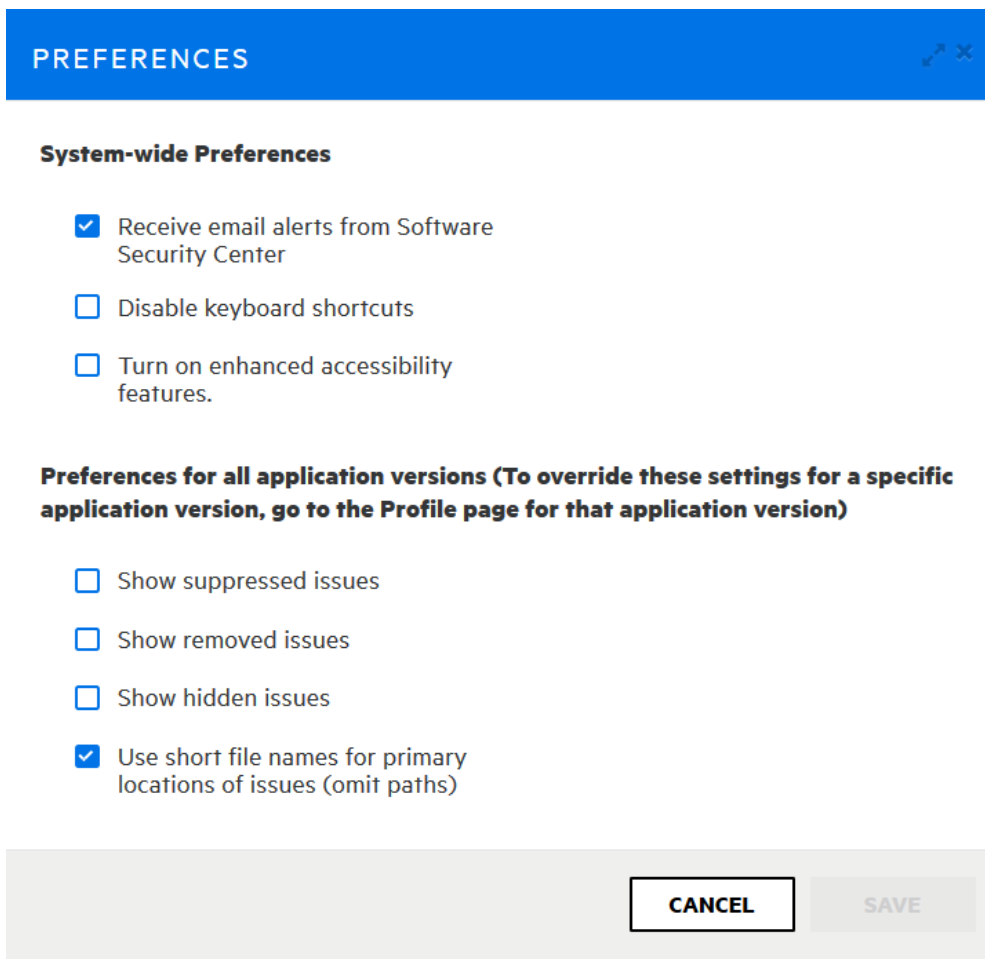 PREFERENCES
System-wide Preferences
Receive email alerts from Software
Security Center
Disable keyboard shortcuts
Turn on enhanced accessibility
features.
Preferences for all application versions (To override these settings for a specific
application version, go to the Profile page for that application version)
Show suppressed issues
Show removed issues
Show hidden issues
Use short file names for primary
locations of issues (omit paths)
CANCEL
SAVE